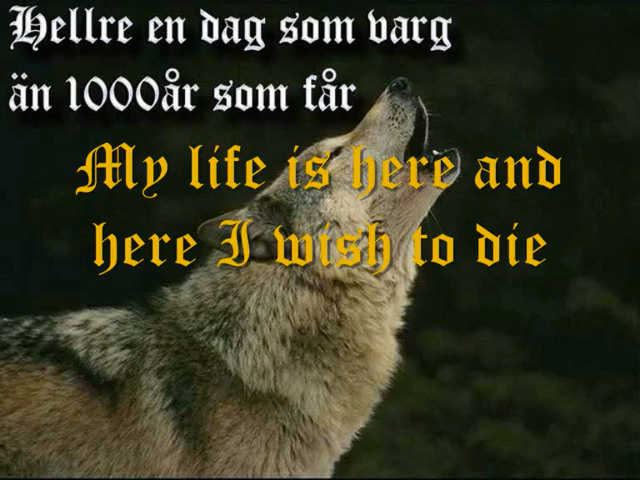 Hellre en dag som varg
än 1000år som får
My life is here and
here I wish to die